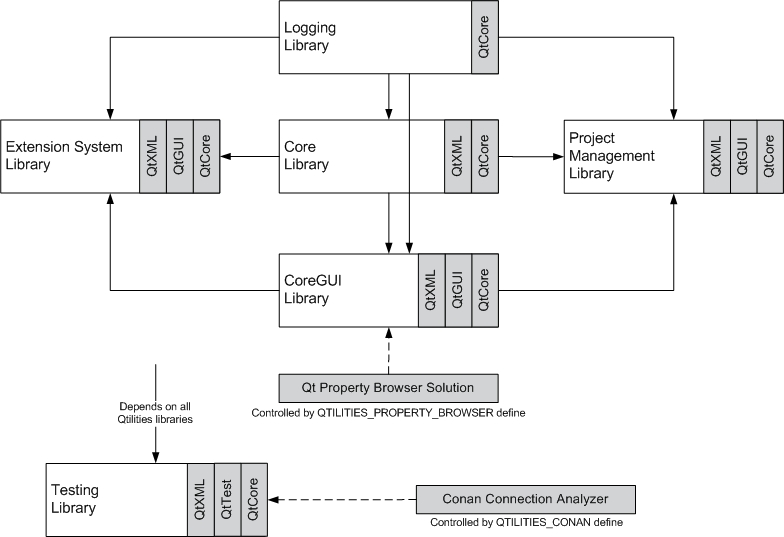 Logging
Library
QtCore
Extension System
Library
QtXML
QtGUI
QtCore
Core
Library
QtXML
QtCore
Project
Management
Library
QtXML
QtGUI
QtCore
CoreGUI
Library
QtXML
QtGUI
QtCore
Qt Property Browser Solution
Controlled by QTILITIES_PROPERTY_BROWSER define
Depends on all
Qtilities libraries
Testing
Library
QtXML
QtTest
QtCore
Conan Connection Analyzer
Controlled by QTILITIES_CONAN define